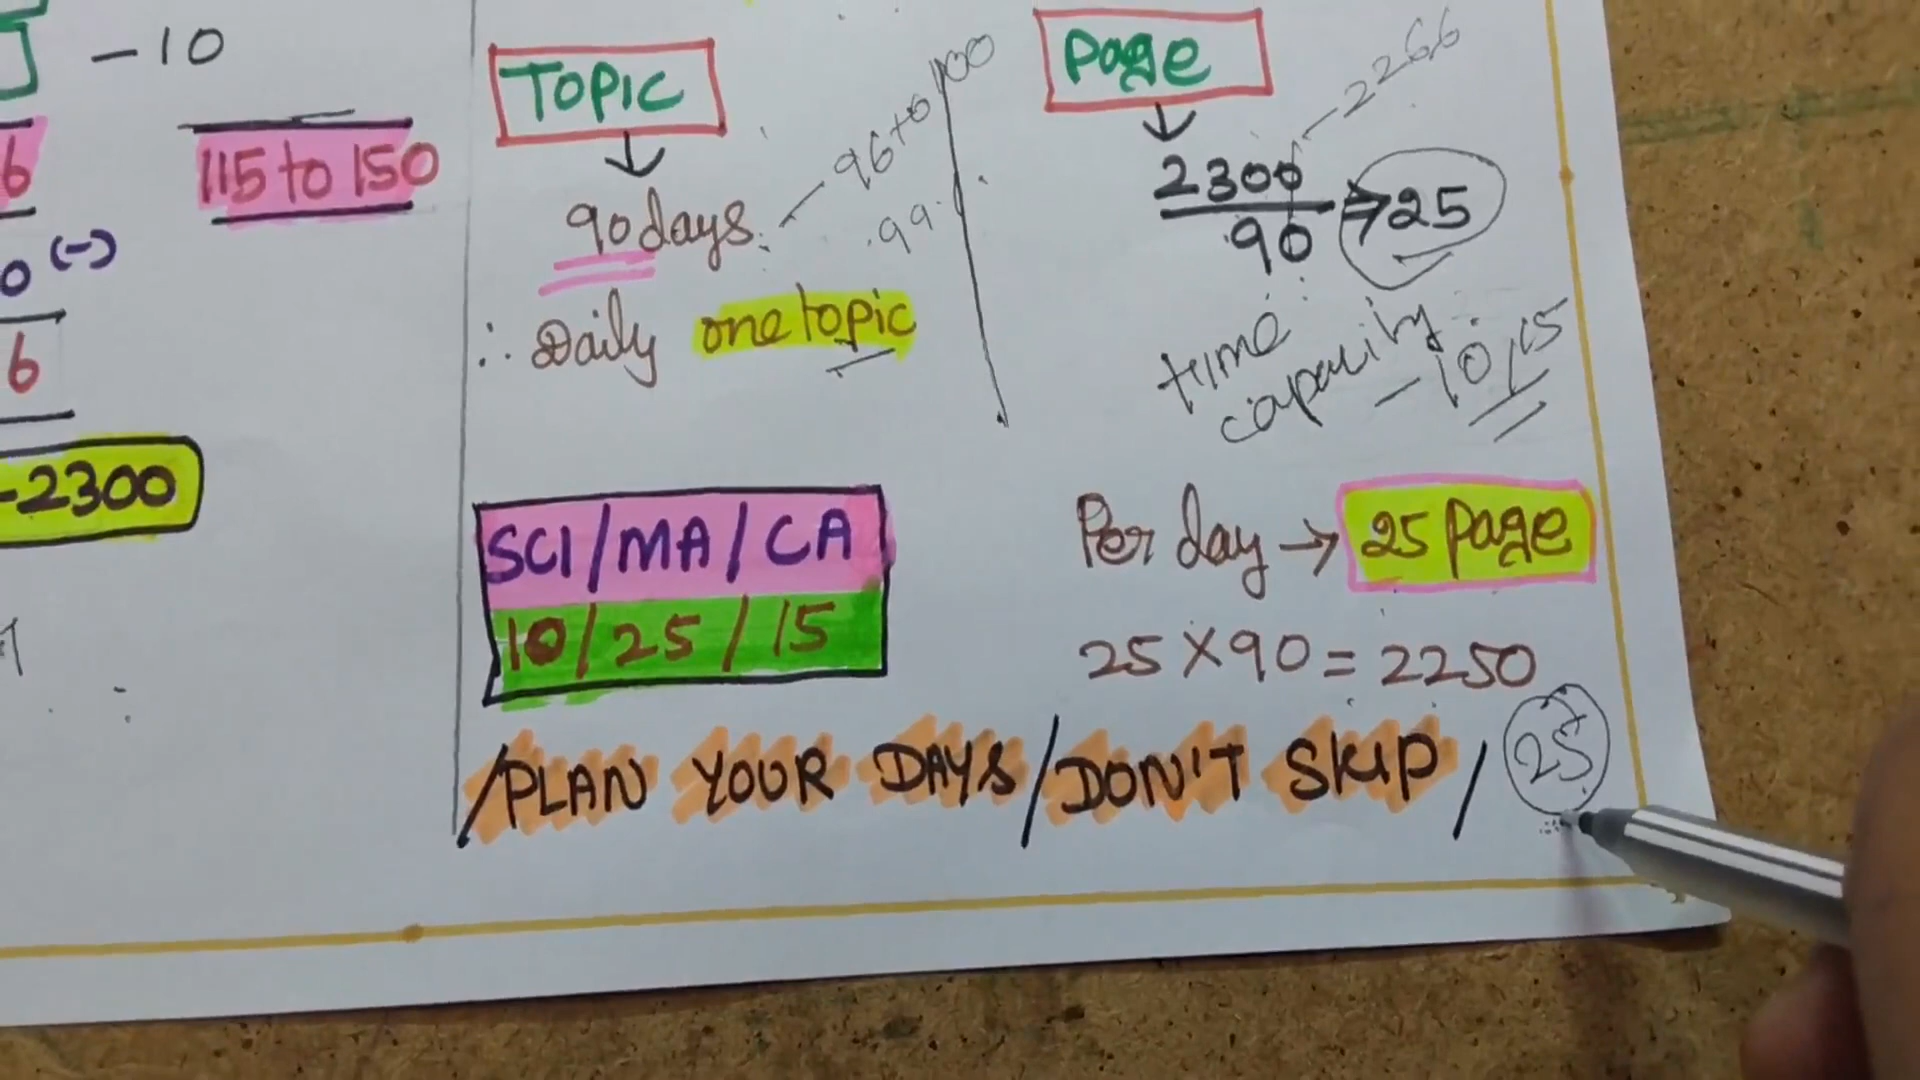 - 10
6
115 to 150
0 (-)
6
-2300
TOPIC
90 days.
- 96 to 100
99.
∴ Daily one topic
SCI/MA/CA
10/25/15
Page
2300 - 2266
90
⇒ 25
time
capacity
- 10/15
Per day → 25 page
25 × 90 = 2250
/PLAN YOUR DAYS/DON'T SKIP/ 25